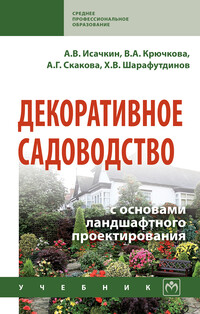 СРЕДНЕЕ
ПРОФЕССИОНАЛЬНОЕ
ОБРАЗОВАНИЕ
А.В. Исачкин, В.А. Крючкова,
А.Г. Скакова, Х.В. Шарафутдинов
ДЕКОРАТИВНОЕ
САДОВОДСТВО
с основами
ландшафтного
проектирования
УЧЕБНИК